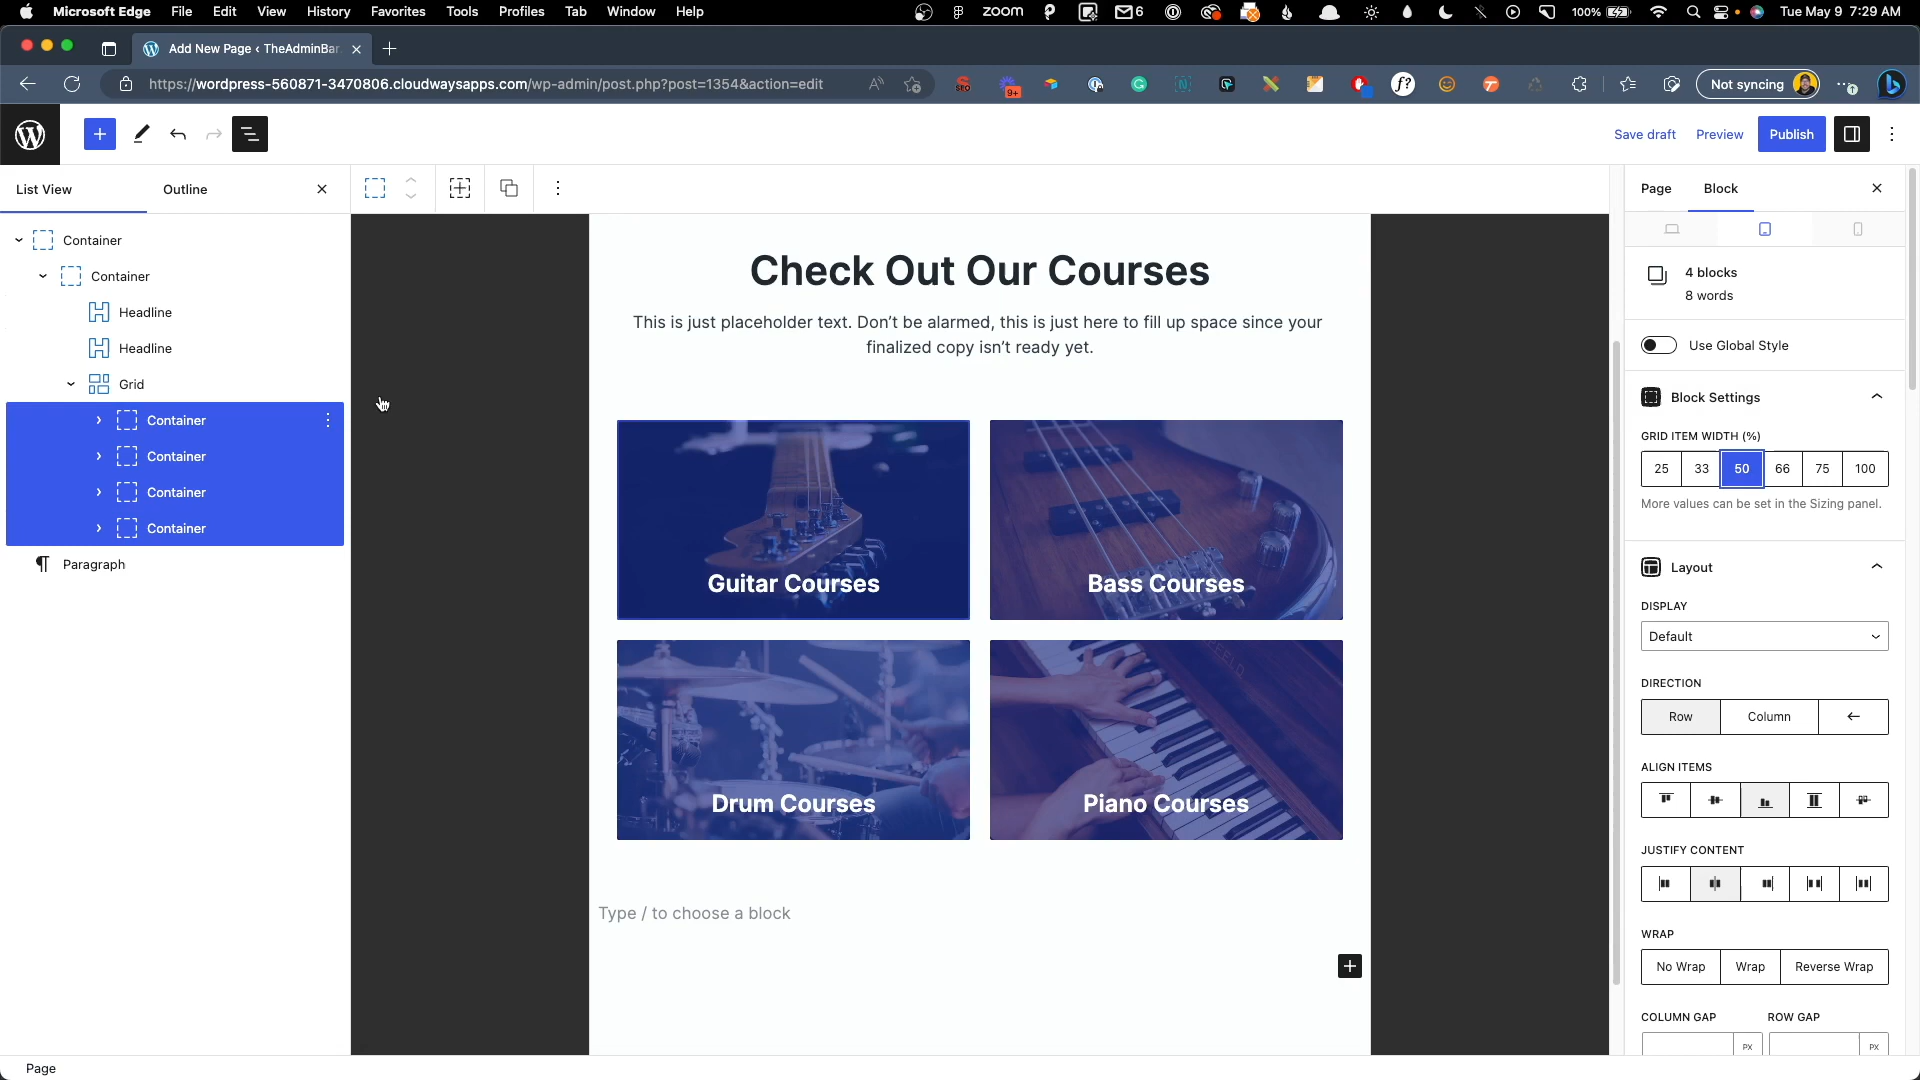 Microsoft Edge File Edit View History Favorites Tools Profiles Tab Window Help zoom 6 100% Tue May 9 7:29 AM
Add New Page ‹ TheAdminBar
https://wordpress-560871-3470806.cloudwaysapps.com/wp-admin/post.php?post=1354&action=edit SEO 9+ f? Not syncing
Save draft Preview Publish
List View Outline
Page Block
Container
Container
Headline
Headline
Grid
Container
Container
Container
Container
Paragraph
Check Out Our Courses
This is just placeholder text. Don't be alarmed, this is just here to fill up space since your
finalized copy isn't ready yet.
Guitar Courses
Bass Courses
Drum Courses
Piano Courses
Type / to choose a block
4 blocks
8 words
Use Global Style
Block Settings
GRID ITEM WIDTH (%)
25 33 50 66 75 100
More values can be set in the Sizing panel.
Layout
DISPLAY
Default
DIRECTION
Row Column
ALIGN ITEMS
JUSTIFY CONTENT
WRAP
No Wrap Wrap Reverse Wrap
COLUMN GAP ROW GAP
PX PX
Page